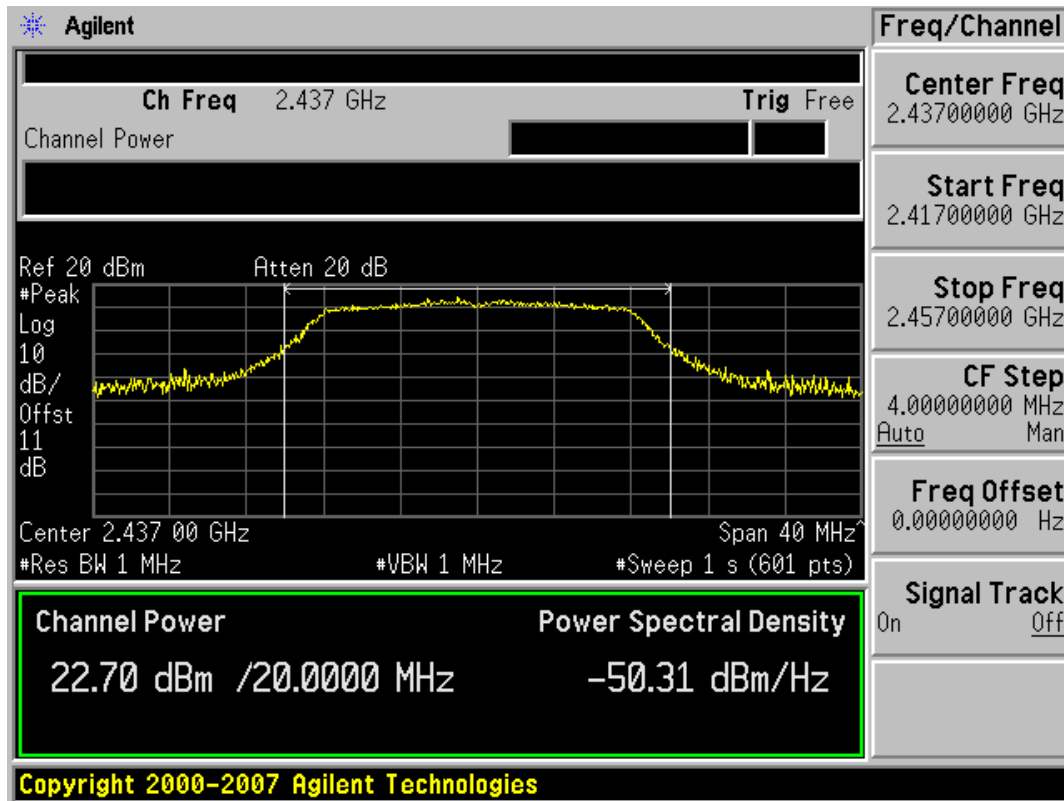 Agilent
Freq/Channel
Ch Freq 2.437 GHz Trig Free
Channel Power
Center Freq
2.43700000 GHz
Start Freq
2.41700000 GHz
Stop Freq
2.45700000 GHz
CF Step
4.00000000 MHz
Auto Man
Freq Offset
0.00000000 Hz
Signal Track
On Off
Ref 20 dBm Atten 20 dB
#Peak
Log
10
dB/
Offst
11
dB
Center 2.437 00 GHz Span 40 MHz^
#Res BW 1 MHz #VBW 1 MHz #Sweep 1 s (601 pts)
Channel Power Power Spectral Density
22.70 dBm /20.0000 MHz -50.31 dBm/Hz
Copyright 2000-2007 Agilent Technologies